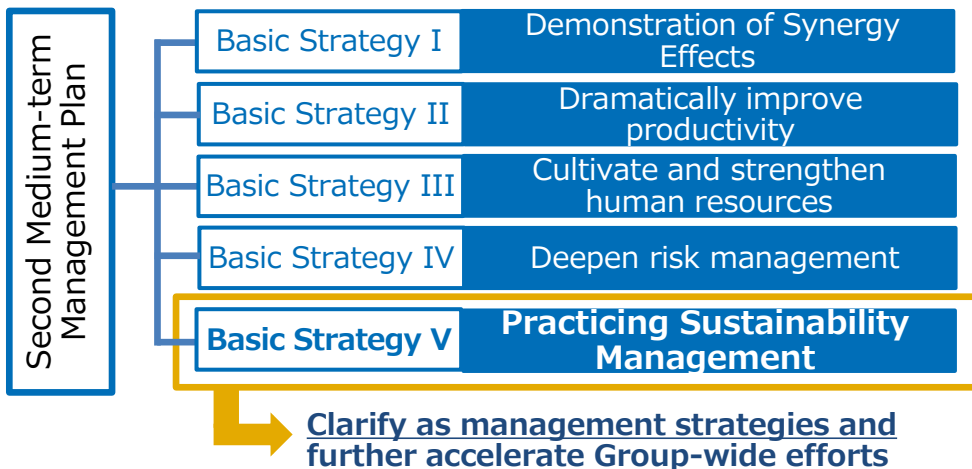 Second Medium-term
Management Plan
Basic Strategy I
Demonstration of Synergy
Effects
Basic Strategy II
Dramatically improve
productivity
Basic Strategy III
Cultivate and strengthen
human resources
Basic Strategy IV
Deepen risk management
Basic Strategy V
Practicing Sustainability
Management
Clarify as management strategies and
further accelerate Group-wide efforts